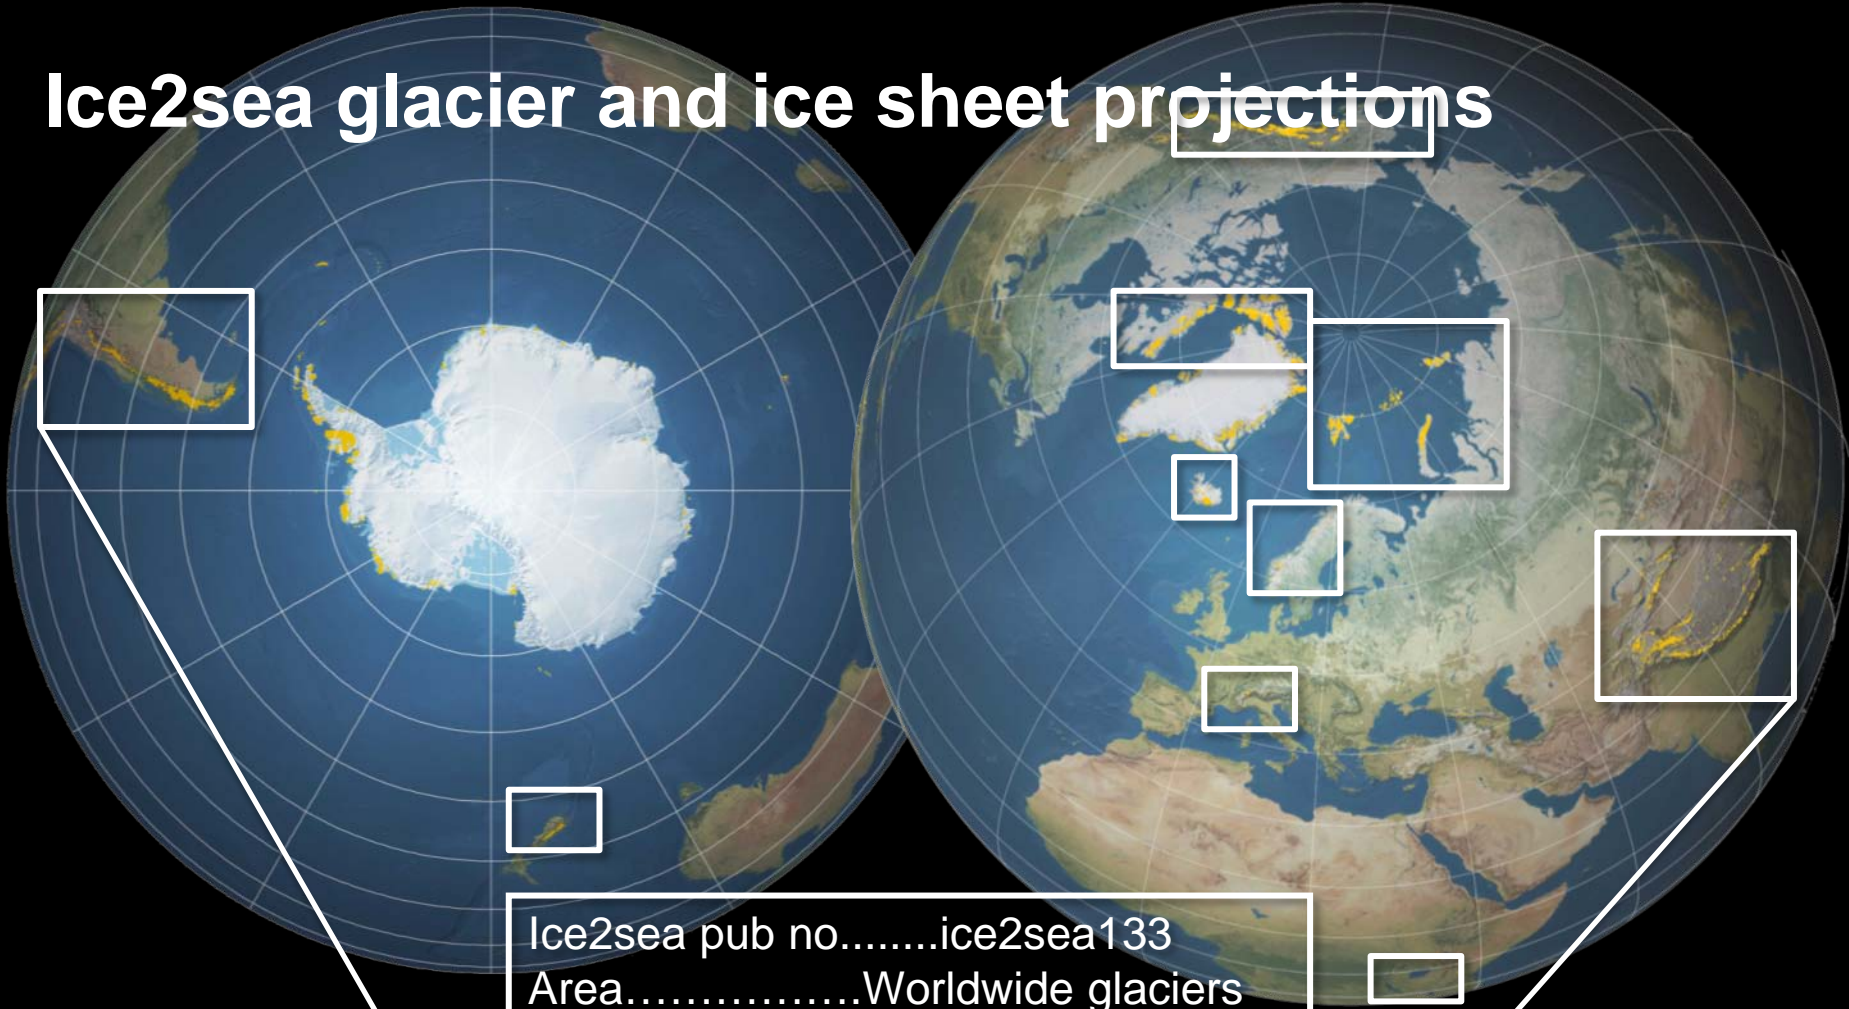 Ice2sea glacier and ice sheet projections
Ice2sea pub no........ice2sea133
Area................Worldwide glaciers